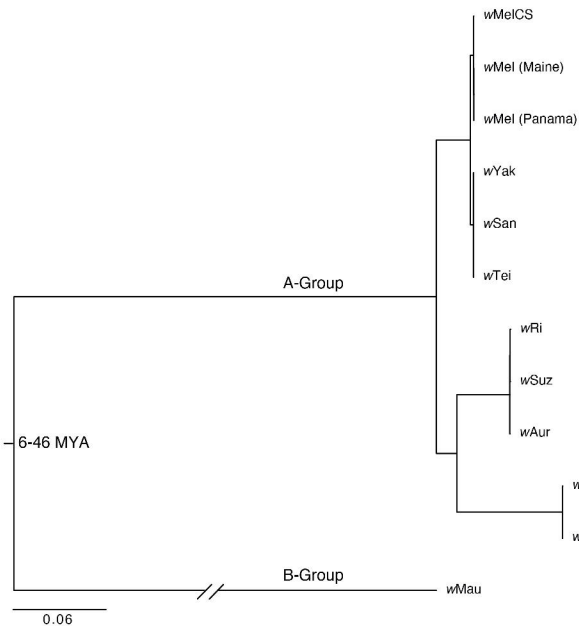 wMelCS
wMel (Maine)
wMel (Panama)
wYak
wSan
wTei
A-Group
wRi
wSuz
wAur
6-46 MYA
w
w
B-Group
wMau
0.06